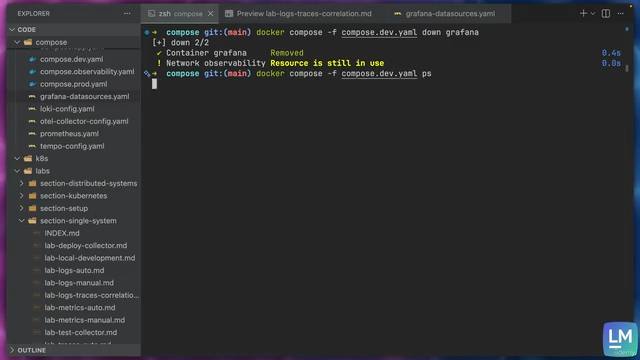 EXPLORER
zsh compose
Preview lab-logs-traces-correlation.md
grafana-datasources.yaml
CODE
compose
compose.dev.yaml
compose.observability.yaml
compose.prod.yaml
grafana-datasources.yaml
loki-config.yaml
otel-collector-config.yaml
prometheus.yaml
tempo-config.yaml
k8s
labs
section-distributed-systems
section-kubernetes
section-setup
section-single-system
INDEX.md
lab-deploy-collector.md
lab-local-development.md
lab-logs-auto.md
lab-logs-manual.md
lab-logs-traces-correlatio...
lab-metrics-auto.md
lab-metrics-manual.md
lab-test-collector.md
OUTLINE
➜ compose git:(main) docker compose -f compose.dev.yaml down grafana
[+] down 2/2
✔ Container grafana Removed 0.4s
! Network observability Resource is still in use 0.0s
➜ compose git:(main) docker compose -f compose.dev.yaml ps
LM
udemy